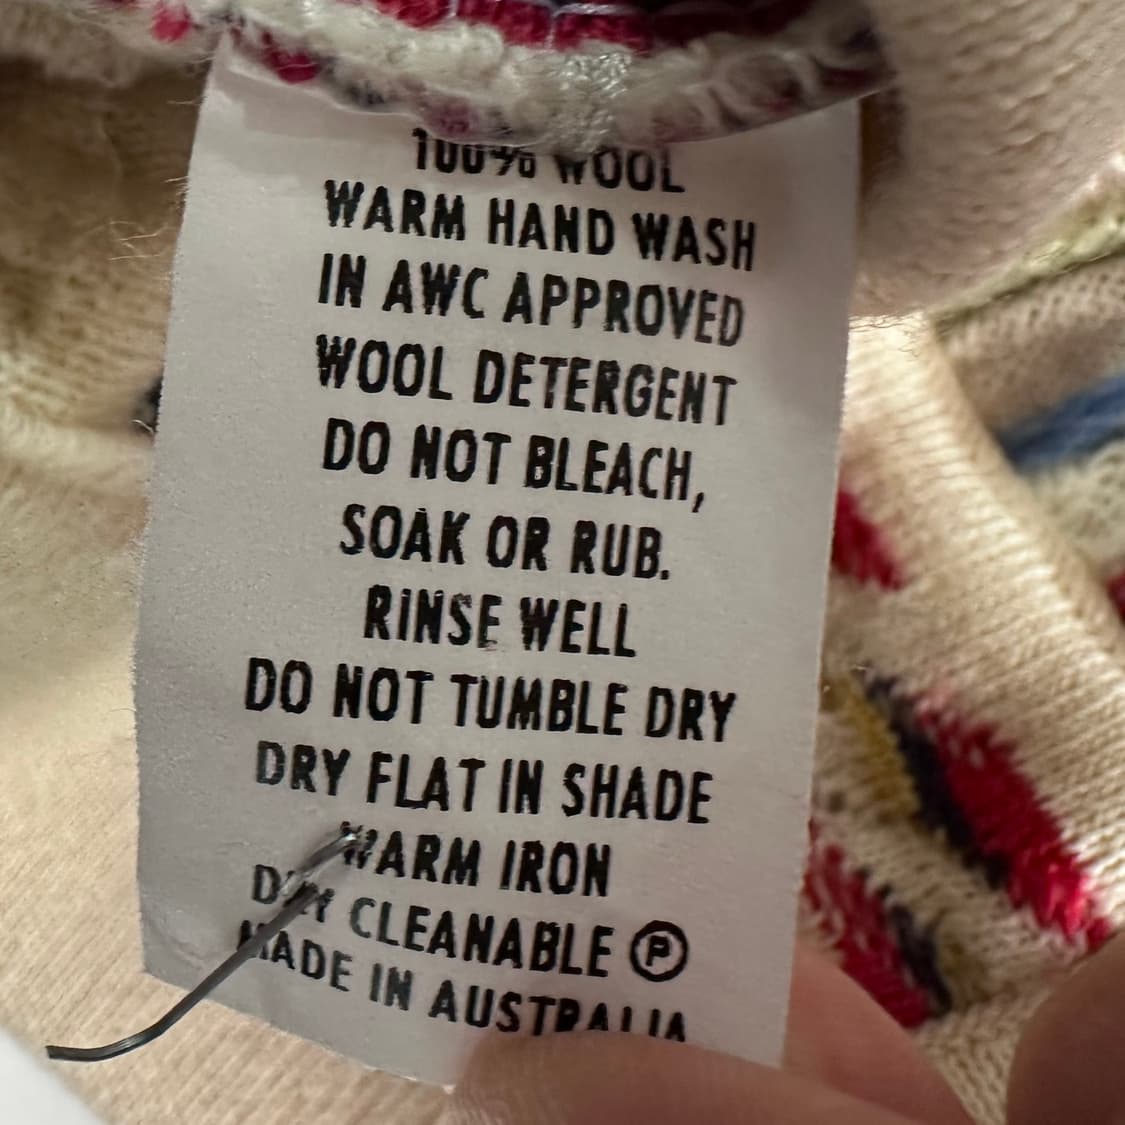 100% WOOL
WARM HAND WASH
IN AWC APPROVED
WOOL DETERGENT
DO NOT BLEACH,
SOAK OR RUB.
RINSE WELL
DO NOT TUMBLE DRY
DRY FLAT IN SHADE
WARM IRON
DRY CLEANABLE Ⓟ
MADE IN AUSTRALIA